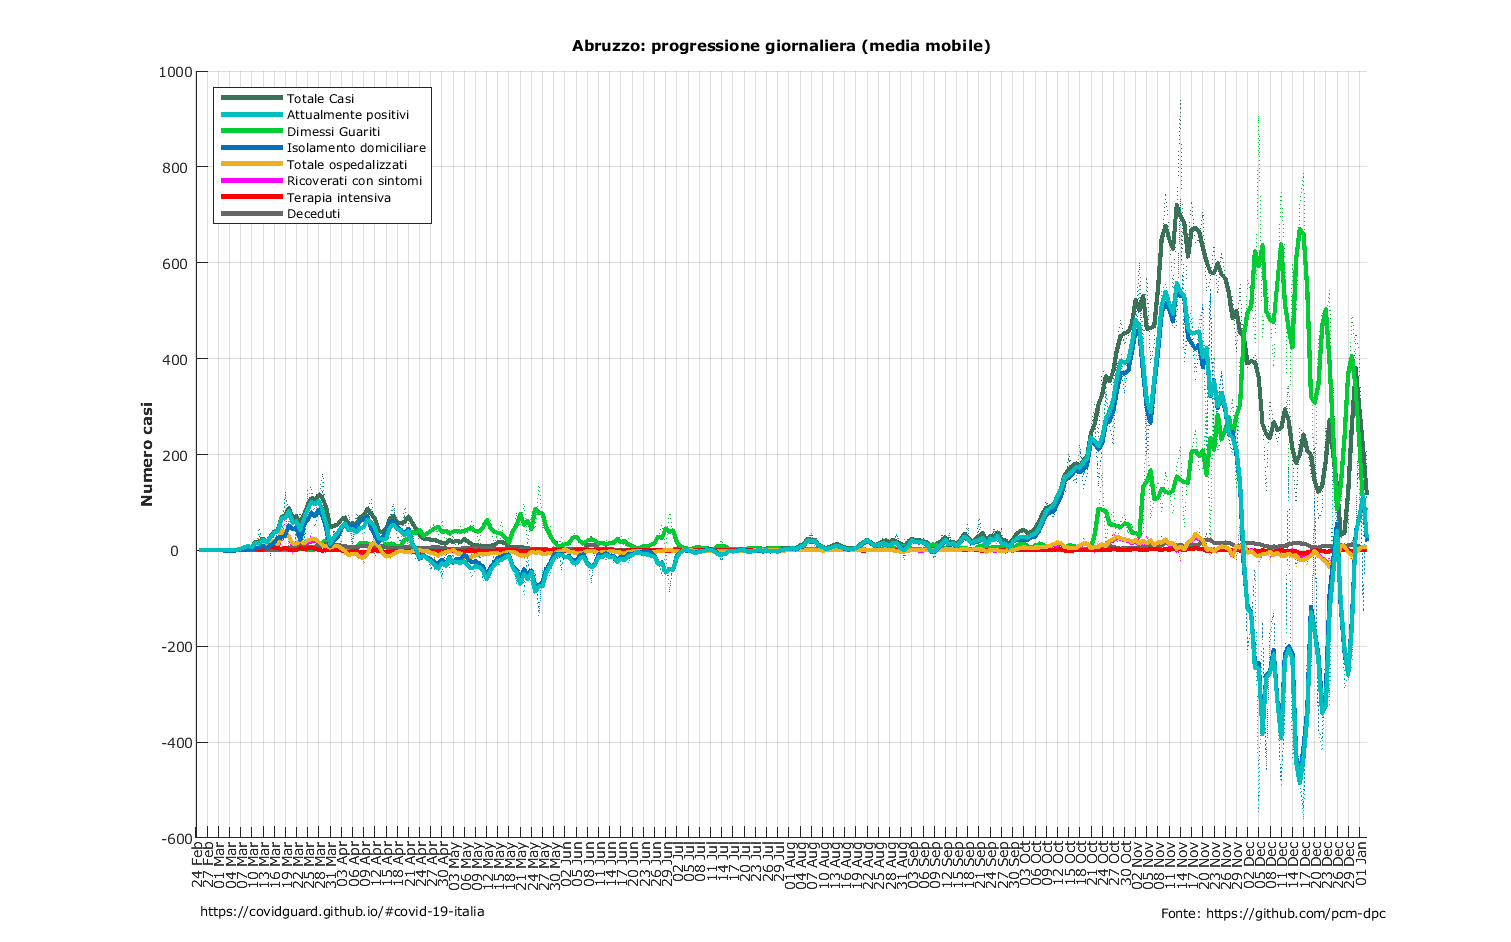 Abruzzo: progressione giornaliera (media mobile)
1000
800
600
400
200
0
-200
-400
-600
Numero casi
Totale Casi
Attualmente positivi
Dimessi Guariti
Isolamento domiciliare
Totale ospedalizzati
Ricoverati con sintomi
Terapia intensiva
Deceduti
24 Feb
27 Feb
01 Mar
04 Mar
07 Mar
10 Mar
13 Mar
16 Mar
19 Mar
22 Mar
25 Mar
28 Mar
31 Mar
03 Apr
06 Apr
09 Apr
12 Apr
15 Apr
18 Apr
21 Apr
24 Apr
27 Apr
30 Apr
03 May
06 May
09 May
12 May
15 May
18 May
21 May
24 May
27 May
30 May
02 Jun
05 Jun
08 Jun
11 Jun
14 Jun
17 Jun
20 Jun
23 Jun
26 Jun
29 Jun
02 Jul
05 Jul
08 Jul
11 Jul
14 Jul
17 Jul
20 Jul
23 Jul
26 Jul
29 Jul
01 Aug
04 Aug
07 Aug
10 Aug
13 Aug
16 Aug
19 Aug
22 Aug
25 Aug
28 Aug
31 Aug
03 Sep
06 Sep
09 Sep
12 Sep
15 Sep
18 Sep
21 Sep
24 Sep
27 Sep
30 Sep
03 Oct
06 Oct
09 Oct
12 Oct
15 Oct
18 Oct
21 Oct
24 Oct
27 Oct
30 Oct
02 Nov
05 Nov
08 Nov
11 Nov
14 Nov
17 Nov
20 Nov
23 Nov
26 Nov
29 Nov
02 Dec
05 Dec
08 Dec
11 Dec
14 Dec
17 Dec
20 Dec
23 Dec
26 Dec
29 Dec
01 Jan
https://covidguard.github.io/#covid-19-italia
Fonte: https://github.com/pcm-dpc